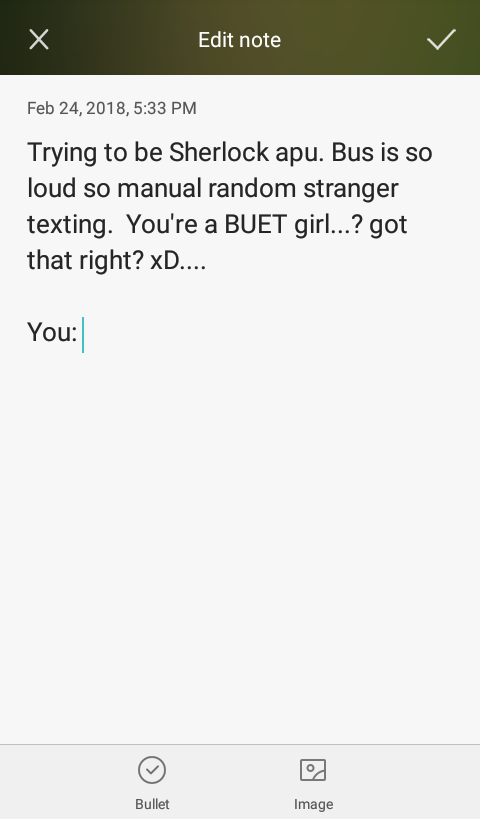 Edit note
Feb 24, 2018, 5:33 PM
Trying to be Sherlock apu. Bus is so
loud so manual random stranger
texting.  You're a BUET girl...? got
that right? xD....
You:
Bullet
Image